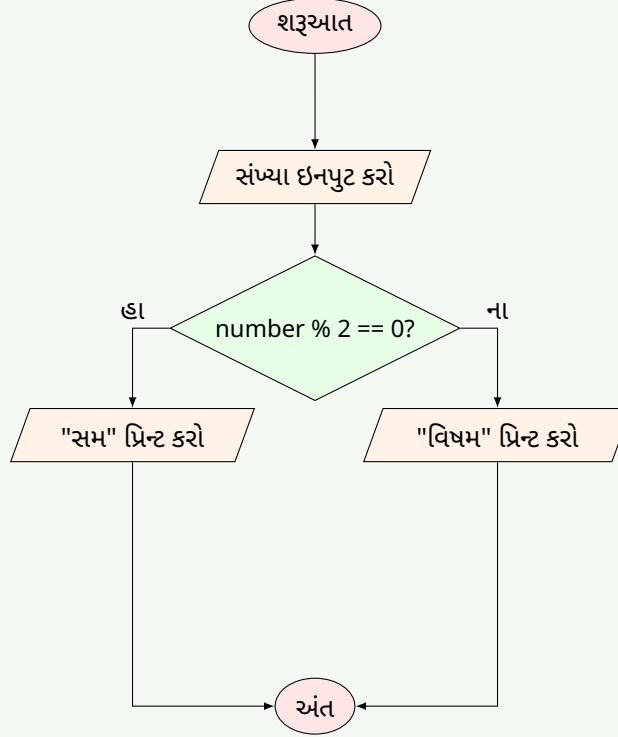 શરૂઆત
સંખ્યા ઇનપુટ કરો
number % 2 == 0?
હા
ના
"સમ" પ્રિન્ટ કરો
"વિષમ" પ્રિન્ટ કરો
અંત